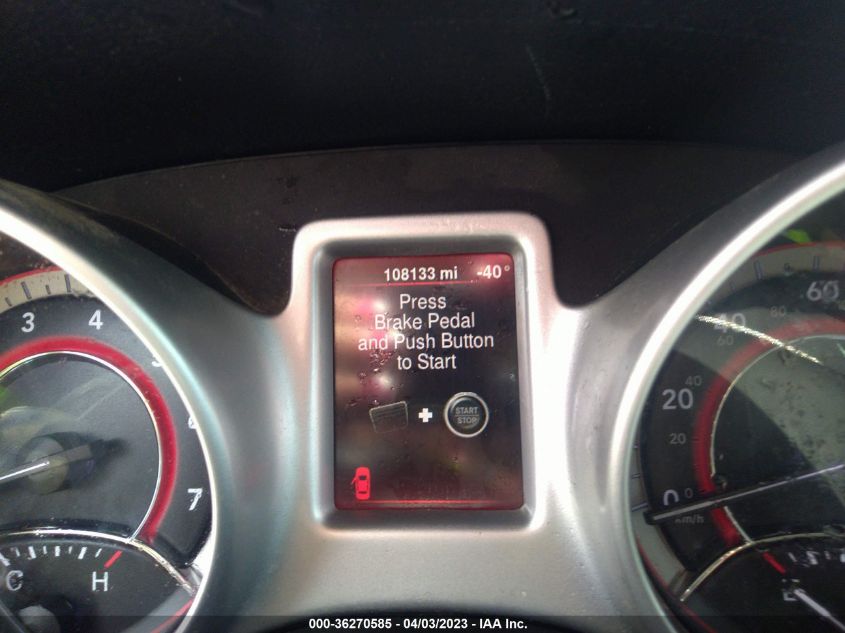 108133 mi -40°
Press
Brake Pedal
and Push Button
to Start
START
STOP
3 4
7
C H
60
40
80
60
20
40
20
0 0
km/h
E
000-36270585 - 04/03/2023 - IAA Inc.